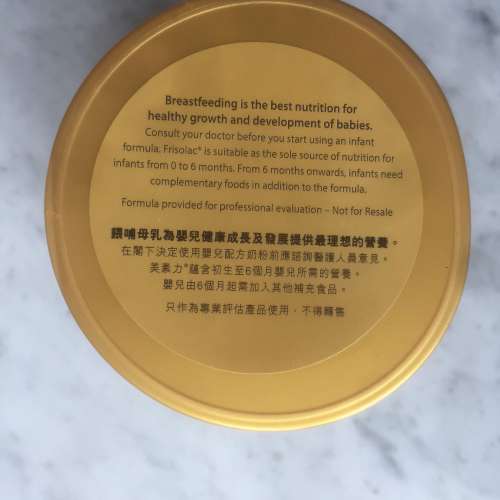 Breastfeeding is the best nutrition for
healthy growth and development of babies.
Consult your doctor before you start using an infant
formula. Frisolac® is suitable as the sole source of nutrition for
infants from 0 to 6 months. From 6 months onwards, infants need
complementary foods in addition to the formula.
Formula provided for professional evaluation – Not for Resale
餵哺母乳為嬰兒健康成長及發展提供最理想的營養。
在閣下決定使用嬰兒配方奶粉前應諮詢醫護人員意見。
美素力®蘊含初生至6個月嬰兒所需的營養。
嬰兒由6個月起需加入其他補充食品。
只作為專業評估產品使用，不得轉售